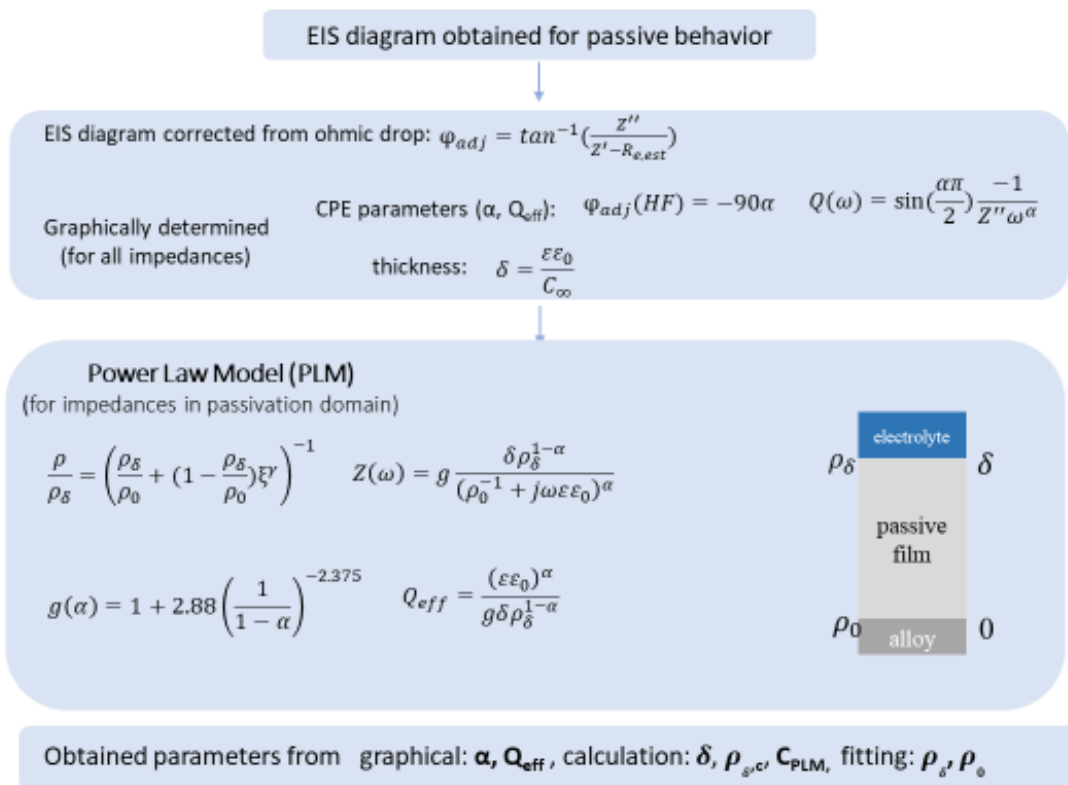 EIS diagram obtained for passive behavior
EIS diagram corrected from ohmic drop: φ_adj = tan⁻¹(Z'' / (Z' − R_e,est))
CPE parameters (α, Q_eff): φ_adj(HF) = −90α Q(ω) = sin(απ/2) −1/(Z''ω^α)
Graphically determined
(for all impedances)
thickness: δ = εε₀/C_∞
Power Law Model (PLM)
(for impedances in passivation domain)
ρ/ρ_δ = (ρ_δ/ρ₀ + (1 − ρ_δ/ρ₀)ξ^γ)⁻¹ Z(ω) = g δρ_δ^(1−α) / (ρ₀⁻¹ + jωεε₀)^α
g(α) = 1 + 2.88 (1/(1 − α))^(−2.375) Q_eff = (εε₀)^α / (gδρ_δ^(1−α))
electrolyte
ρ_δ δ
passive
film
ρ₀ 0
alloy
Obtained parameters from graphical: α, Q_eff , calculation: δ, ρ_δ,c, C_PLM, fitting: ρ_δ, ρ_0